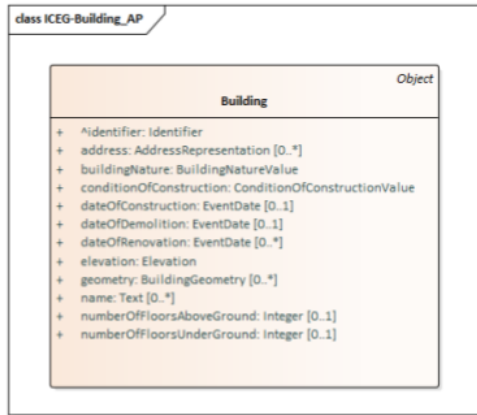 class ICEG-Building_AP
Object
Building
+ ^identifier: Identifier
+ address: AddressRepresentation [0..*]
+ buildingNature: BuildingNatureValue
+ conditionOfConstruction: ConditionOfConstructionValue
+ dateOfConstruction: EventDate [0..1]
+ dateOfDemolition: EventDate [0..1]
+ dateOfRenovation: EventDate [0..*]
+ elevation: Elevation
+ geometry: BuildingGeometry [0..*]
+ name: Text [0..*]
+ numberOfFloorsAboveGround: Integer [0..1]
+ numberOfFloorsUnderGround: Integer [0..1]